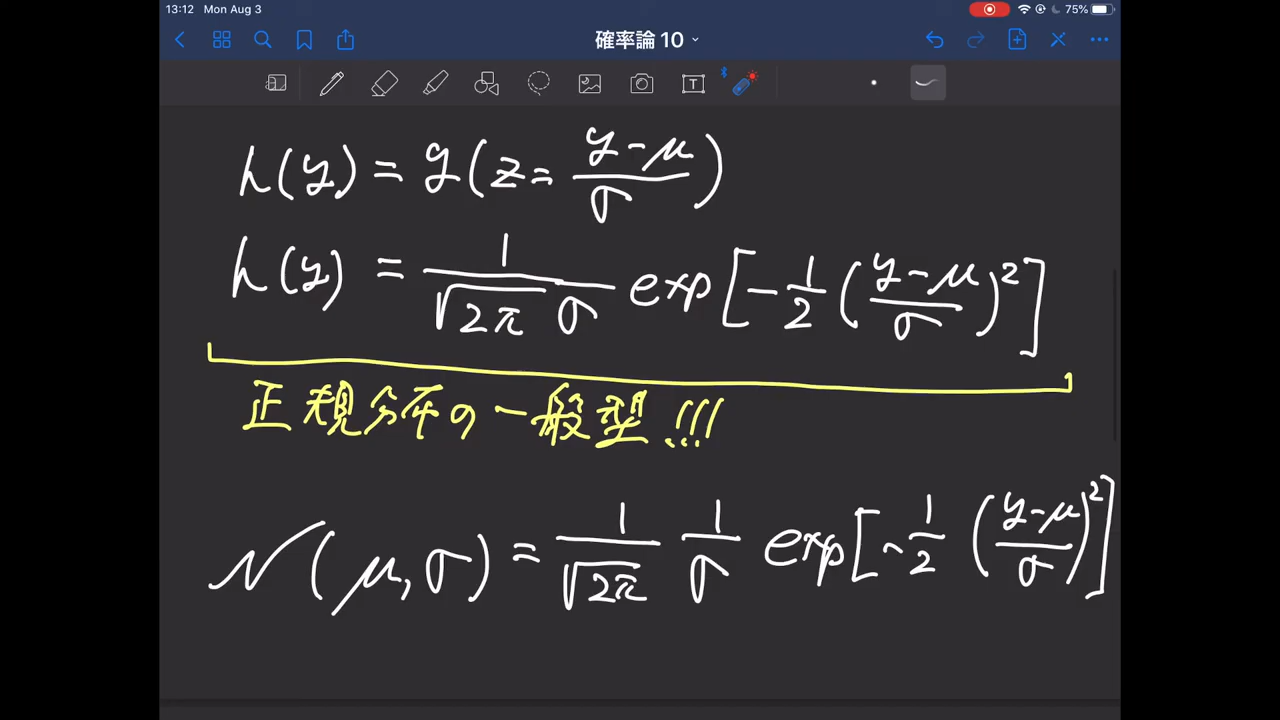 13:12 Mon Aug 3
75%
確率論 10
T
h(y) = g(z = (y-μ)/σ)
h(y) = 1/(√2π σ) exp[-1/2 ((y-μ)/σ)²]
正規分布の一般型!!!
N(μ,σ) = 1/√2π 1/σ exp[-1/2 ((y-μ)/σ)²]